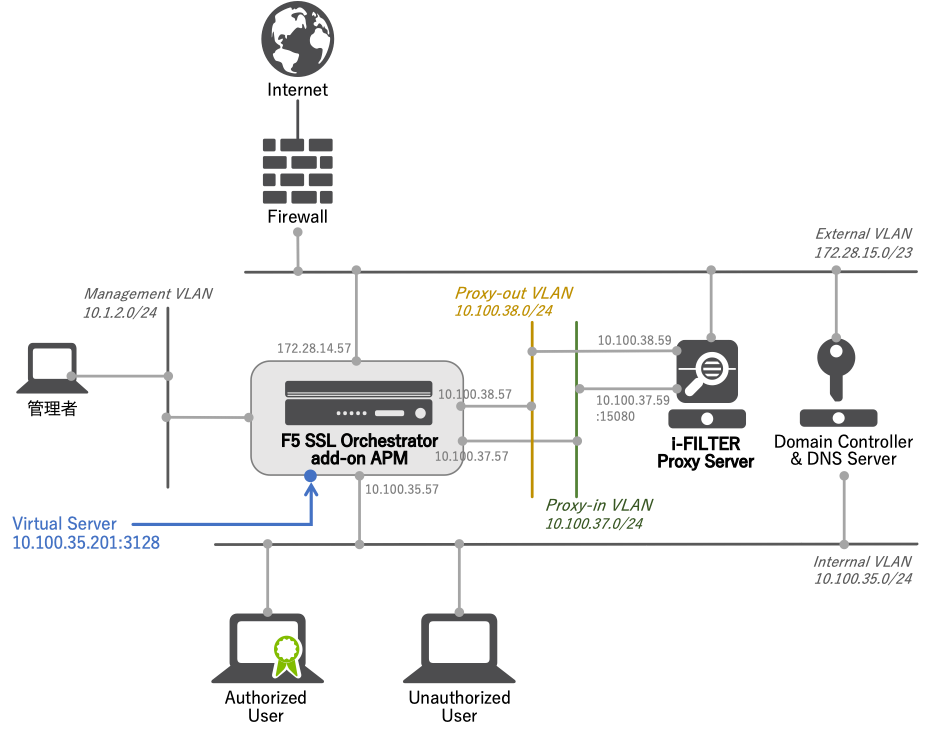 Internet
Firewall
External VLAN
172.28.15.0/23
Management VLAN
10.1.2.0/24
Proxy-out VLAN
10.100.38.0/24
172.28.14.57
10.100.38.59
管理者
10.100.38.57
10.100.37.59
:15080
F5 SSL Orchestrator
add-on APM
10.100.37.57
i-FILTER
Proxy Server
Domain Controller
& DNS Server
10.100.35.57
Proxy-in VLAN
10.100.37.0/24
Virtual Server
10.100.35.201:3128
Interrnal VLAN
10.100.35.0/24
Authorized
User
Unauthorized
User